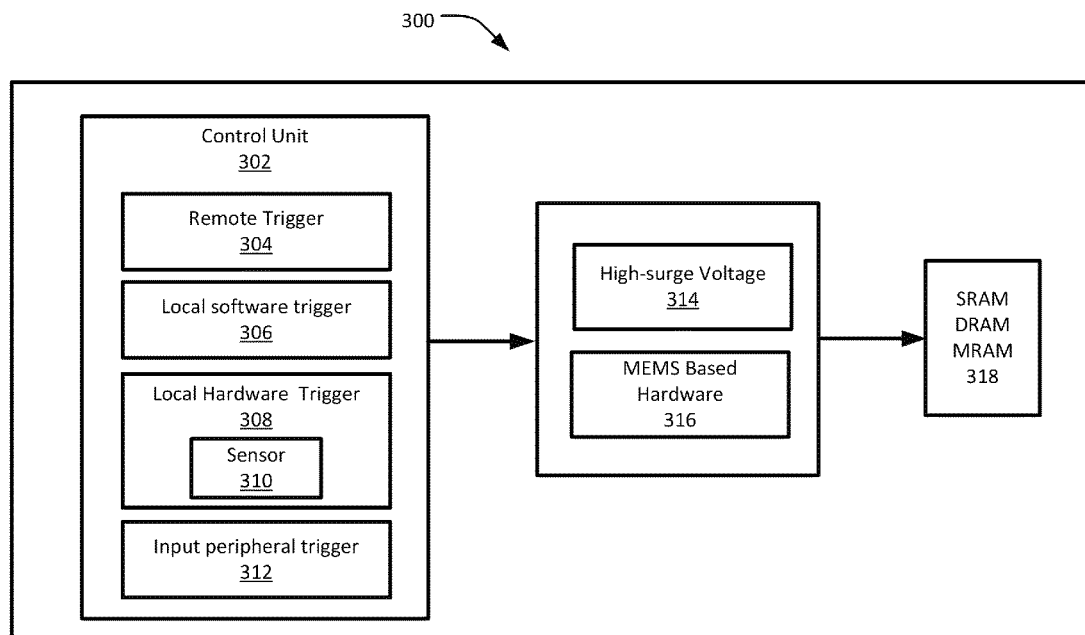 300
Control Unit
302
Remote Trigger
304
Local software trigger
306
Local Hardware Trigger
308
Sensor
310
Input peripheral trigger
312
High-surge Voltage
314
MEMS Based
Hardware
316
SRAM
DRAM
MRAM
318